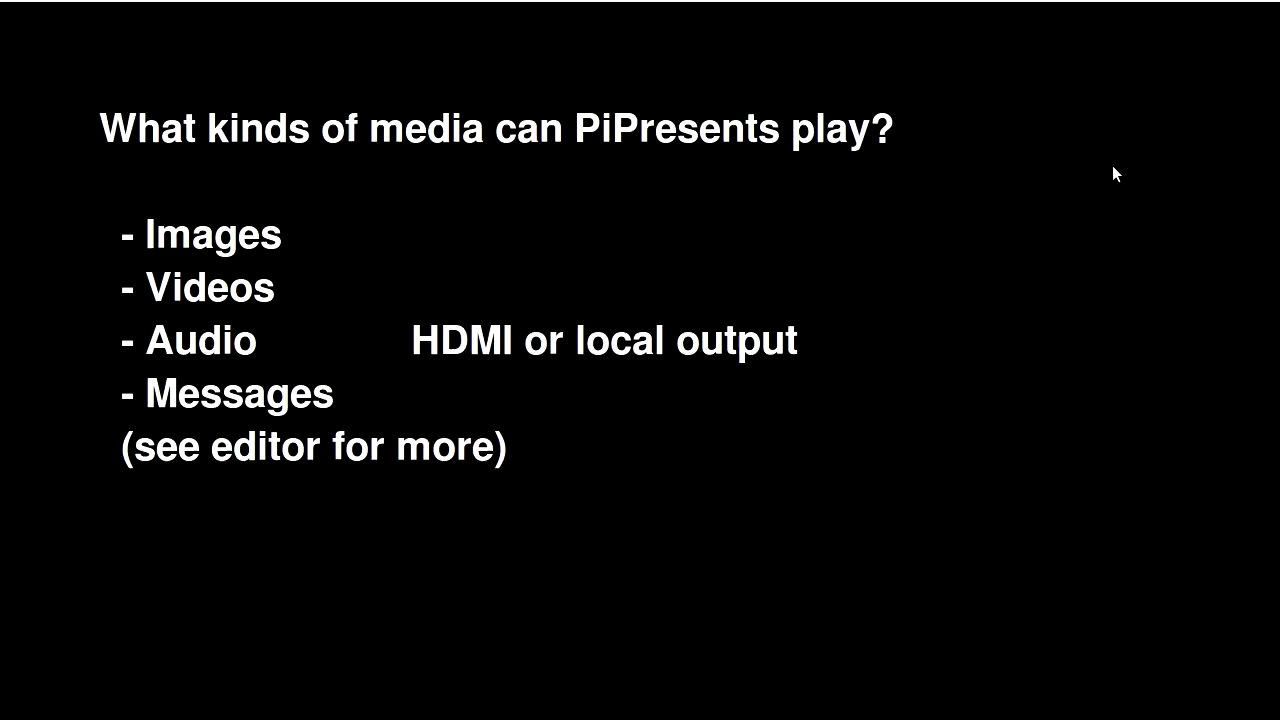 What kinds of media can PiPresents play?
- Images
- Videos
- Audio HDMI or local output
- Messages
(see editor for more)